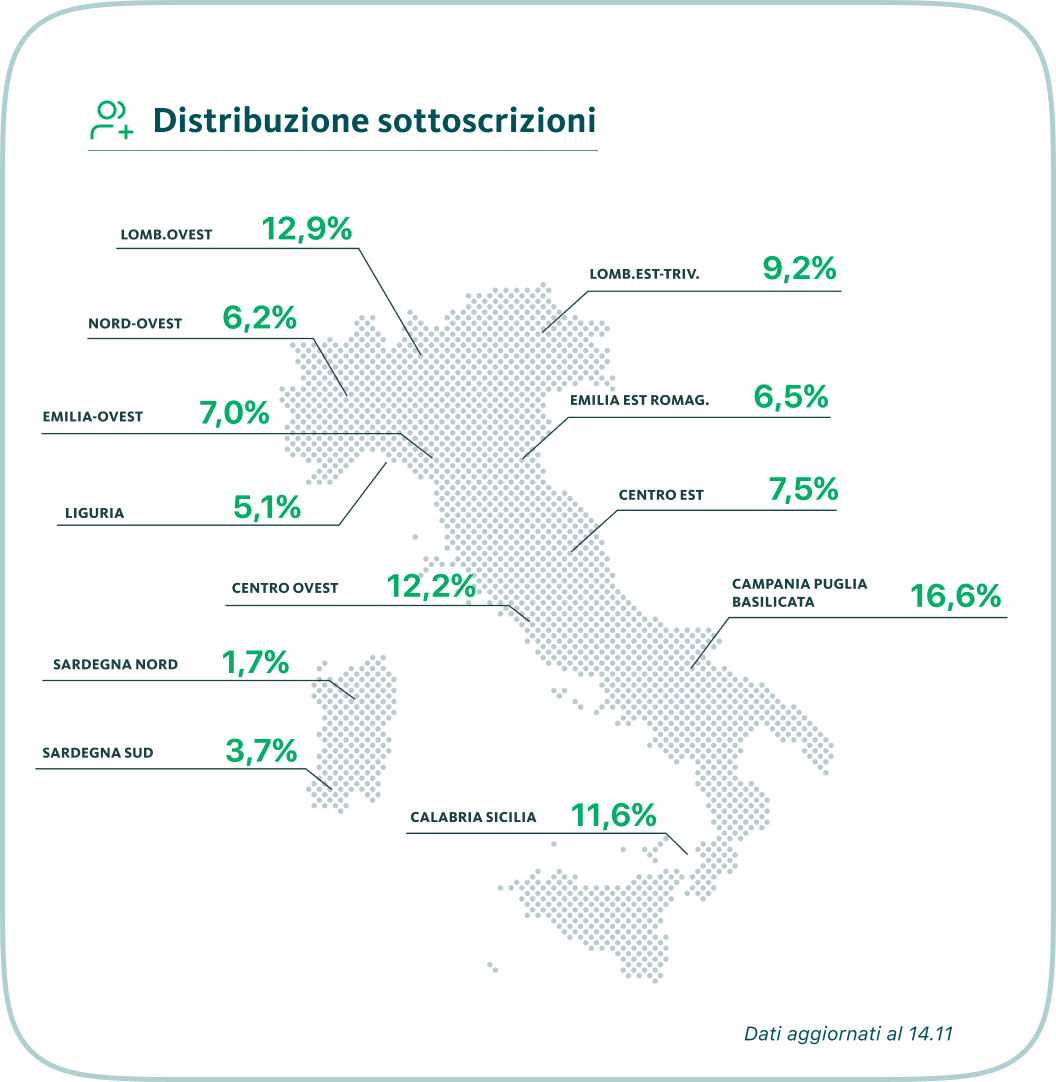 Distribuzione sottoscrizioni
LOMB.OVEST 12,9%
LOMB.EST-TRIV. 9,2%
NORD-OVEST 6,2%
EMILIA EST ROMAG. 6,5%
EMILIA-OVEST 7,0%
CENTRO EST 7,5%
LIGURIA 5,1%
CENTRO OVEST 12,2%
CAMPANIA PUGLIA
BASILICATA 16,6%
SARDEGNA NORD 1,7%
SARDEGNA SUD 3,7%
CALABRIA SICILIA 11,6%
Dati aggiornati al 14.11